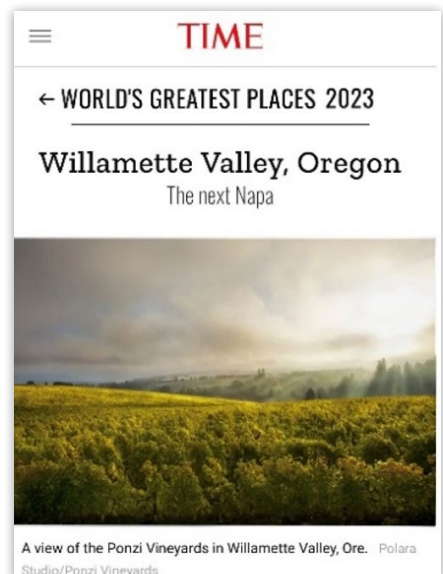 TIME
← WORLD'S GREATEST PLACES 2023
Willamette Valley, Oregon
The next Napa
A view of the Ponzi Vineyards in Willamette Valley, Ore. Polara
Studio/Ponzi Vineyards